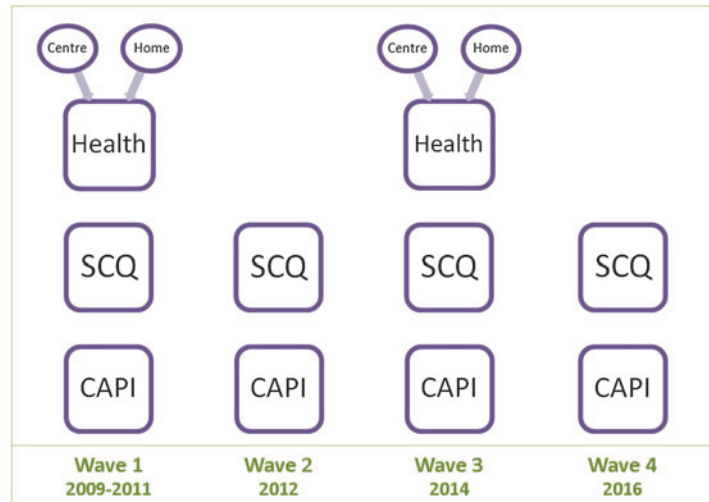 Centre Home Centre Home
Health Health
SCQ SCQ SCQ SCQ
CAPI CAPI CAPI CAPI
Wave 1 Wave 2 Wave 3 Wave 4
2009-2011 2012 2014 2016